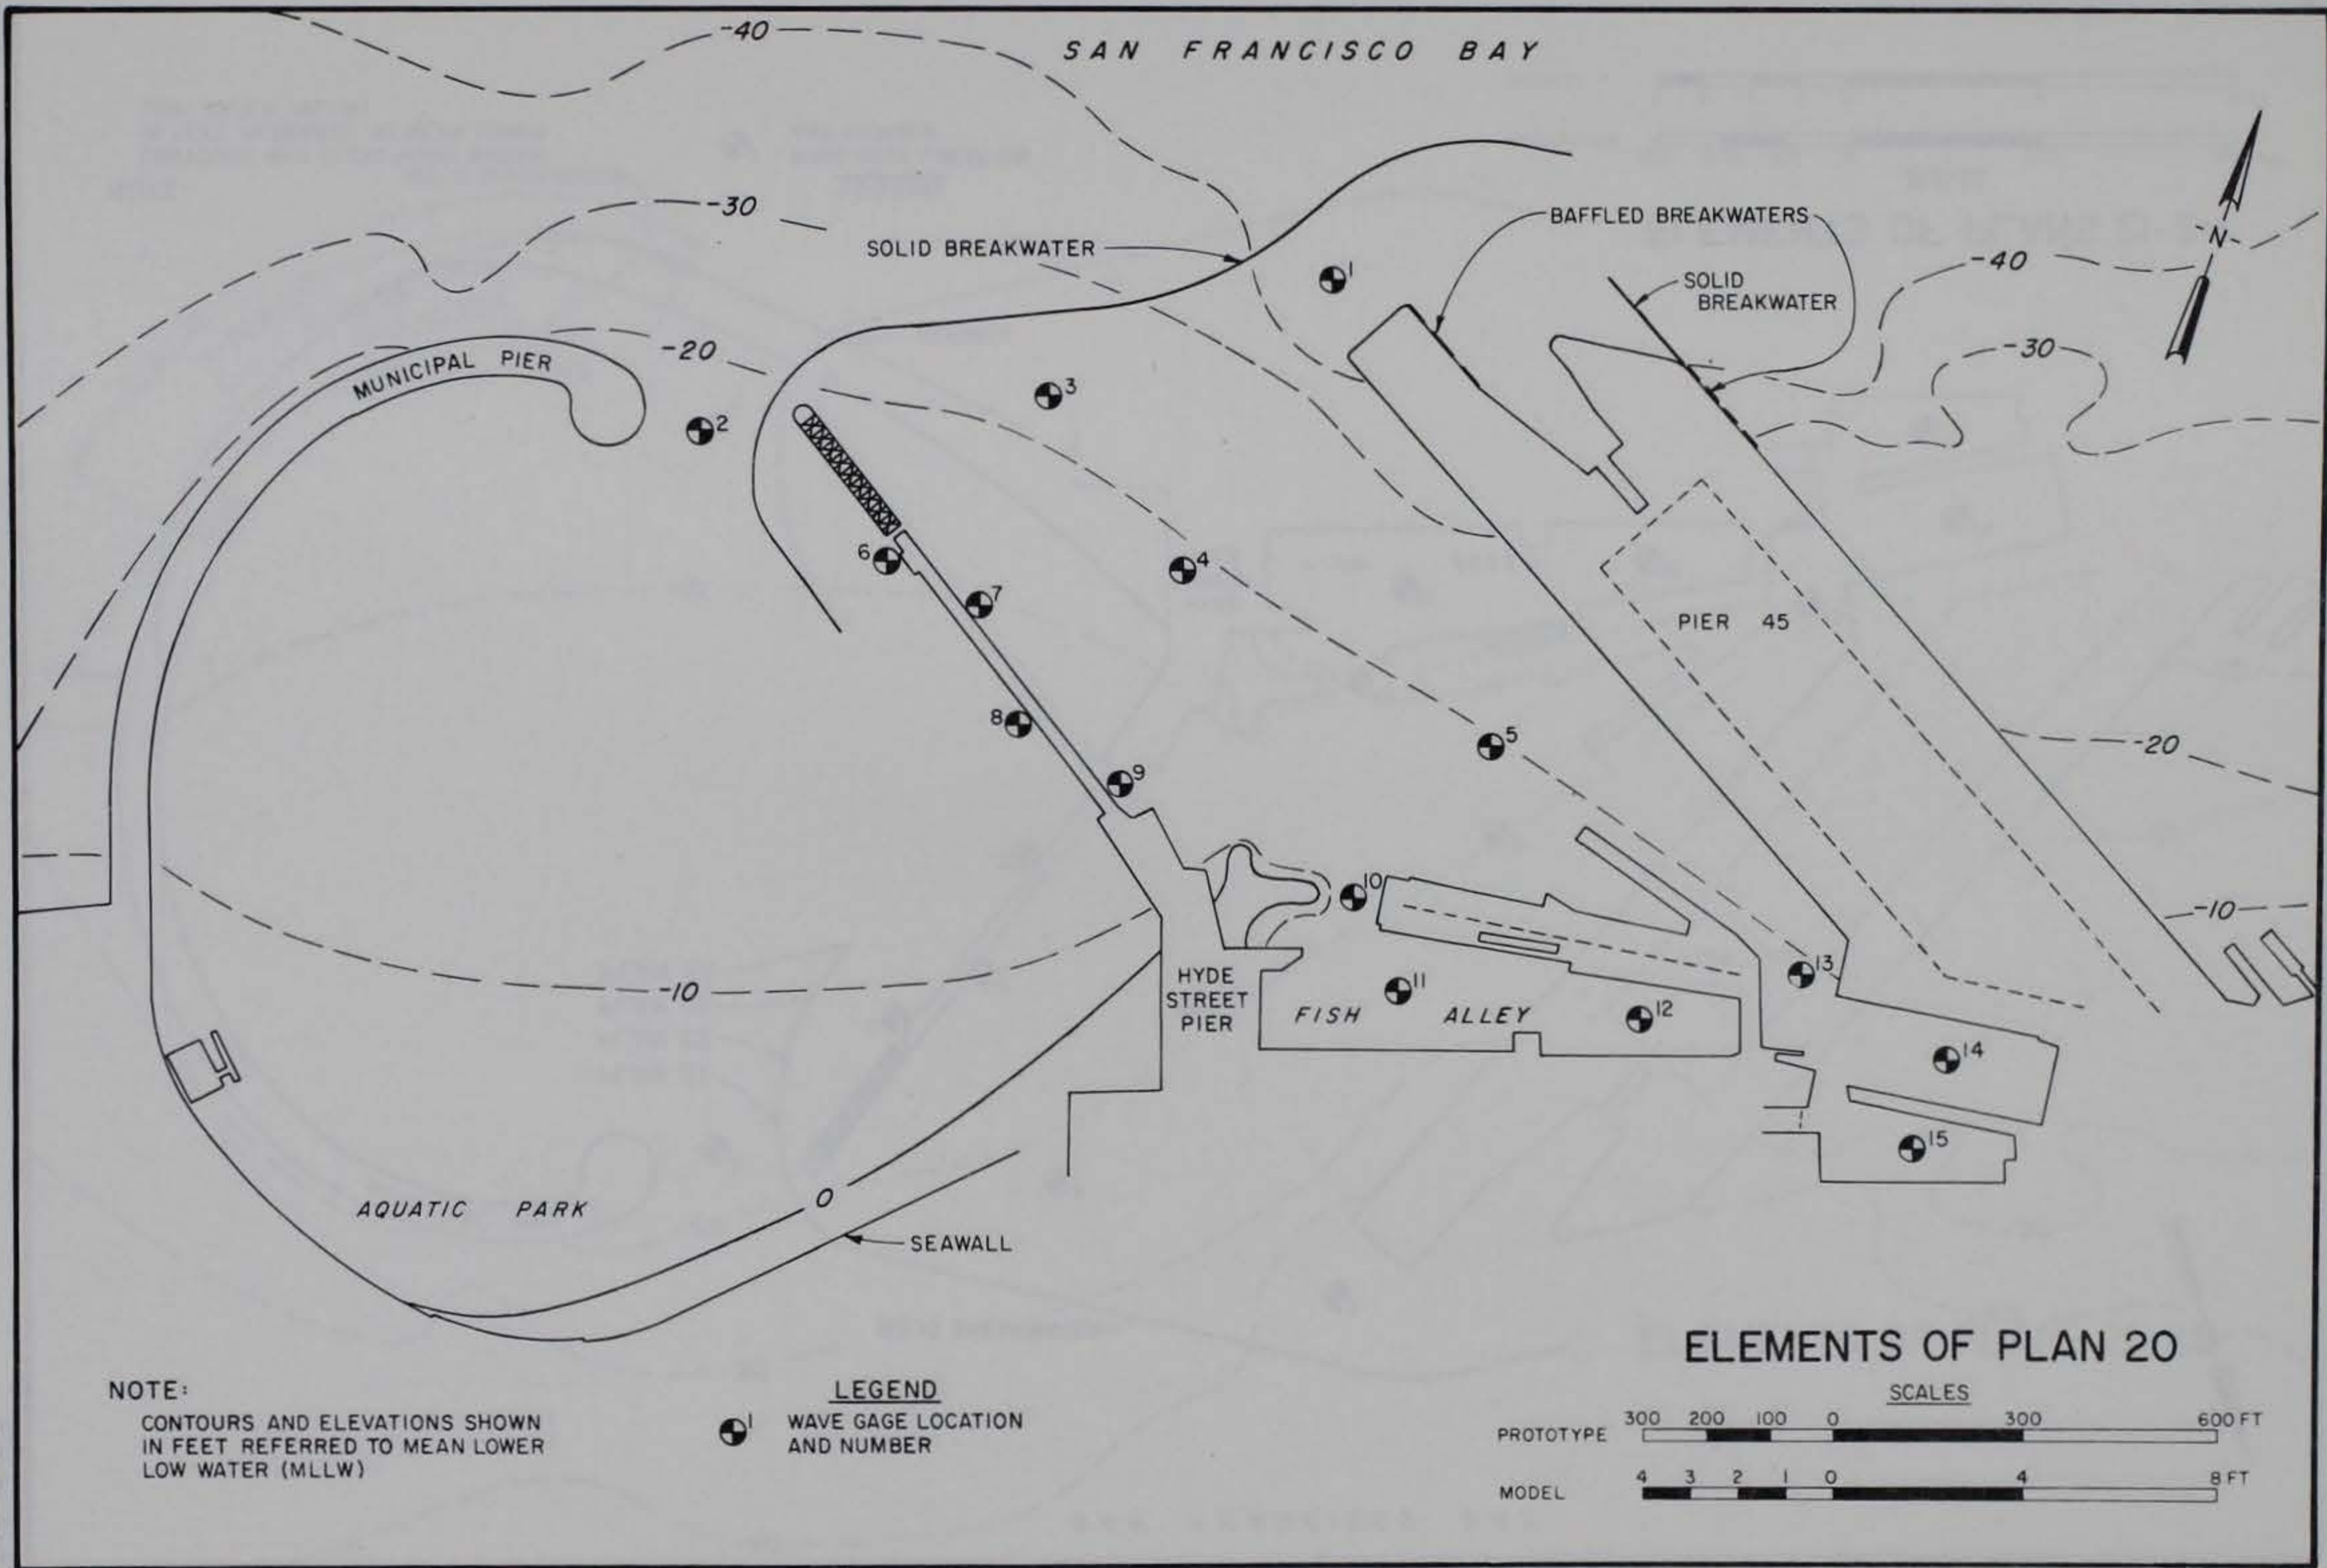 -40
SAN FRANCISCO BAY
-30
BAFFLED BREAKWATERS
SOLID BREAKWATER
-N-
-40
1
SOLID
BREAKWATER
-20
-30
MUNICIPAL PIER
3
2
6
4
7
PIER 45
8
5
-20
9
10
-10
13
-10
HYDE
STREET
PIER
11
FISH ALLEY
12
14
15
0
AQUATIC PARK
SEAWALL
ELEMENTS OF PLAN 20
NOTE:
CONTOURS AND ELEVATIONS SHOWN
IN FEET REFERRED TO MEAN LOWER
LOW WATER (MLLW)
LEGEND
1 WAVE GAGE LOCATION
AND NUMBER
SCALES
300 200 100 0 300 600 FT
PROTOTYPE
4 3 2 1 0 4 8 FT
MODEL